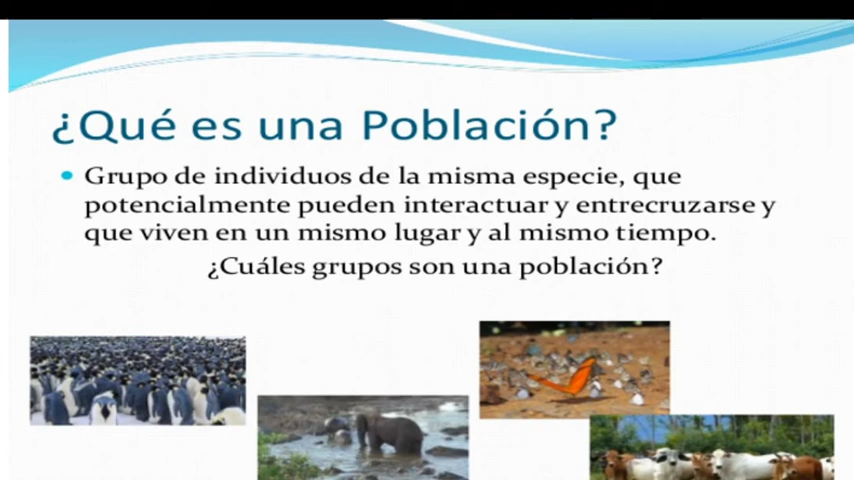 ¿Qué es una Población?
Grupo de individuos de la misma especie, que
potencialmente pueden interactuar y entrecruzarse y
que viven en un mismo lugar y al mismo tiempo.
¿Cuáles grupos son una población?